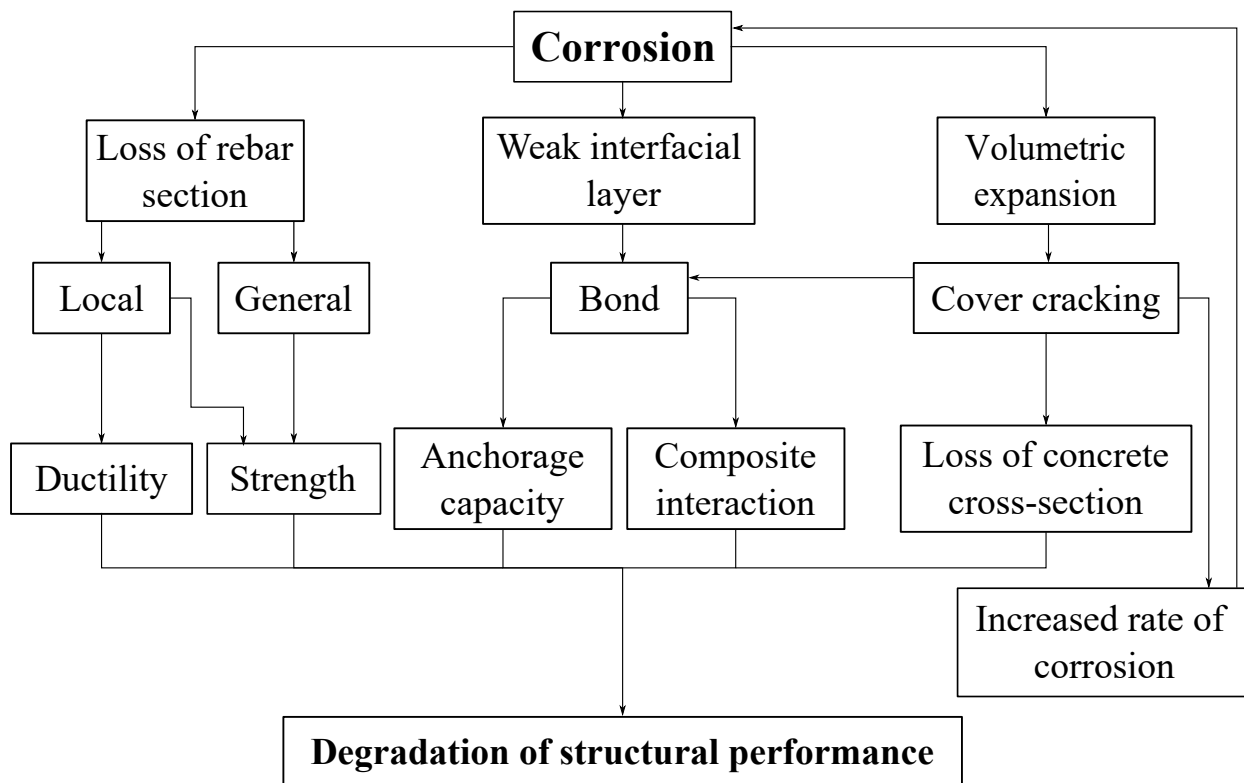 Corrosion
Loss of rebar
section
Weak interfacial
layer
Volumetric
expansion
Local
General
Bond
Cover cracking
Ductility
Strength
Anchorage
capacity
Composite
interaction
Loss of concrete
cross-section
Increased rate of
corrosion
Degradation of structural performance